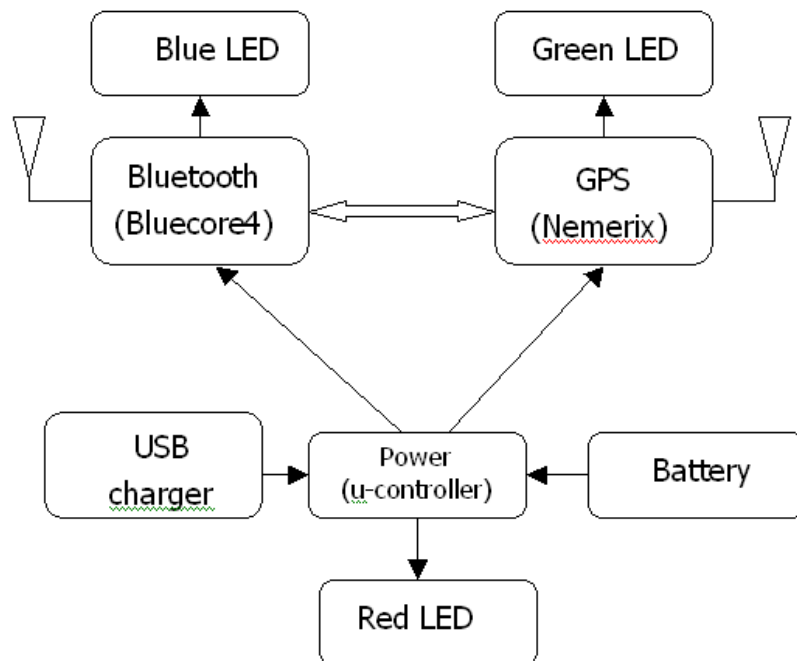 Blue LED
Green LED
Bluetooth
(Bluecore4)
GPS
(Nemerix)
USB
charger
Power
(u-controller)
Battery
Red LED